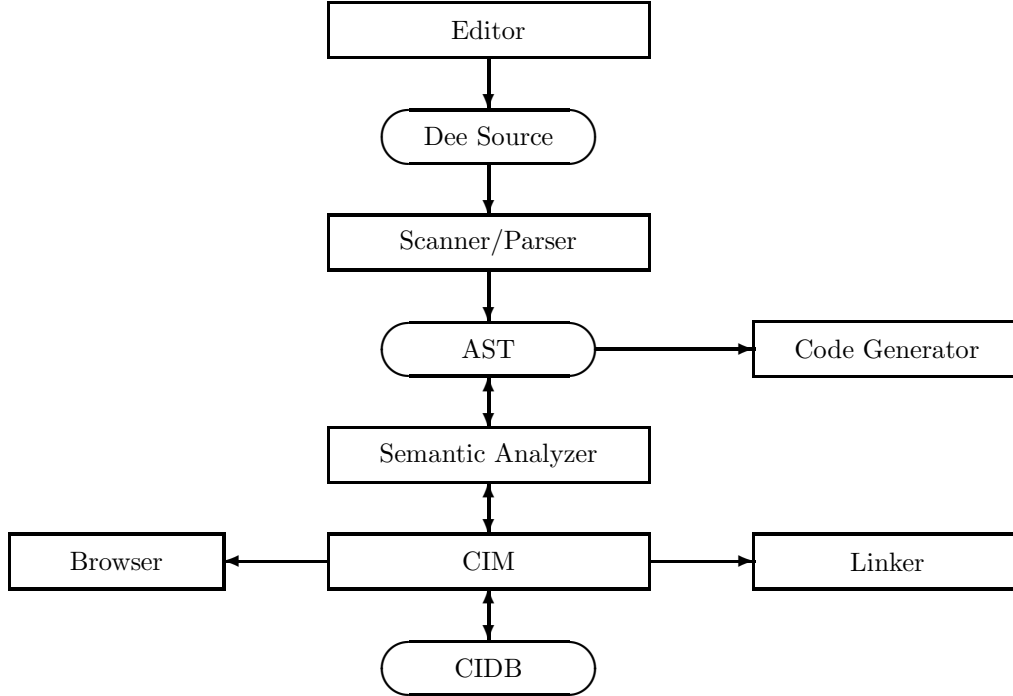 Editor
Dee Source
Scanner/Parser
AST
Code Generator
Semantic Analyzer
Browser
CIM
Linker
CIDB